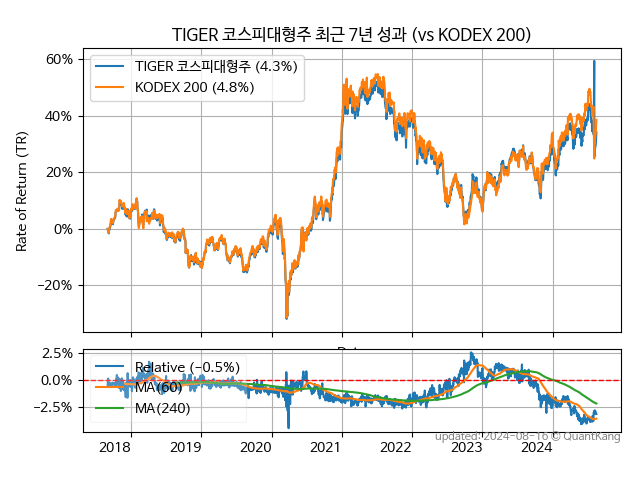 TIGER 코스피대형주 최근 7년 성과 (vs KODEX 200)
Rate of Return (TR)
60%
40%
20%
0%
−20%
TIGER 코스피대형주 (4.3%)
KODEX 200 (4.8%)
2.5%
0.0%
−2.5%
Relative (−0.5%)
MA(60)
MA(240)
2018 2019 2020 2021 2022 2023 2024
updated: 2024-08-16 © QuantKang